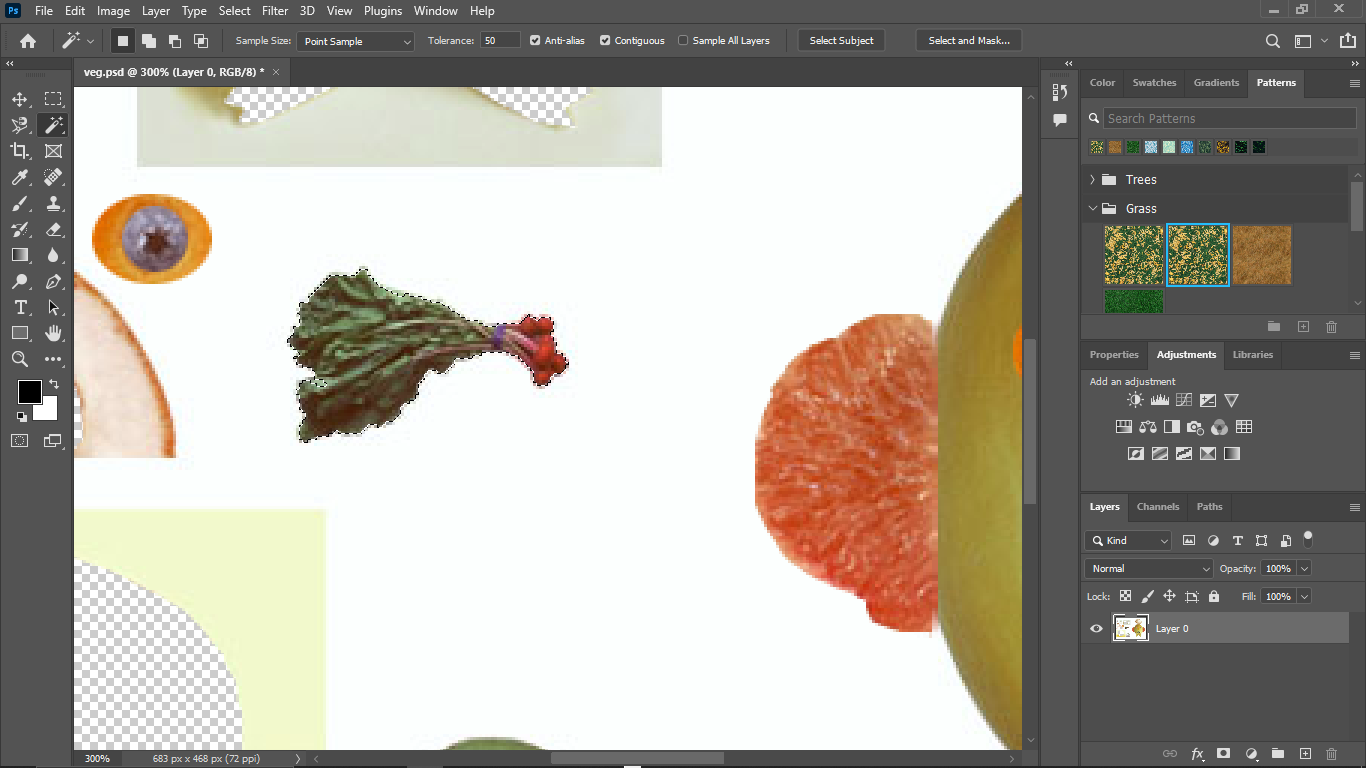 Ps File Edit Image Layer Type Select Filter 3D View Plugins Window Help
Sample Size: Point Sample Tolerance: 50 Anti-alias Contiguous Sample All Layers Select Subject Select and Mask...
veg.psd @ 300% (Layer 0, RGB/8) *
Color Swatches Gradients Patterns
Search Patterns
Trees
Grass
Properties Adjustments Libraries
Add an adjustment
Layers Channels Paths
Kind
Normal Opacity: 100%
Lock: Fill: 100%
Layer 0
300% 683 px x 468 px (72 ppi)
fx